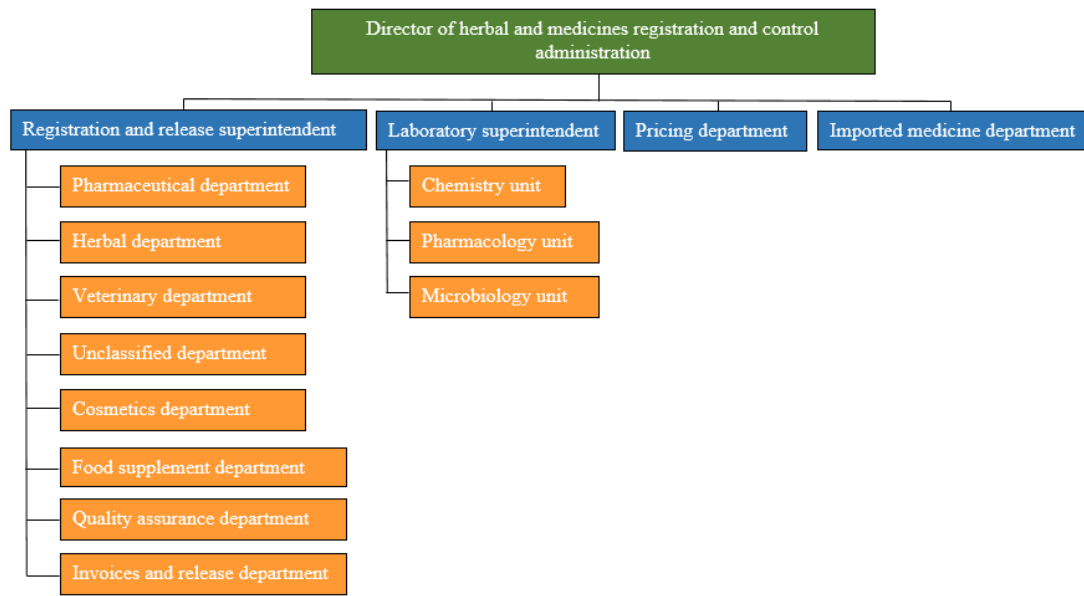 Director of herbal and medicines registration and control
administration
Registration and release superintendent
Laboratory superintendent
Pricing department
Imported medicine department
Pharmaceutical department
Herbal department
Veterinary department
Unclassified department
Cosmetics department
Food supplement department
Quality assurance department
Invoices and release department
Chemistry unit
Pharmacology unit
Microbiology unit